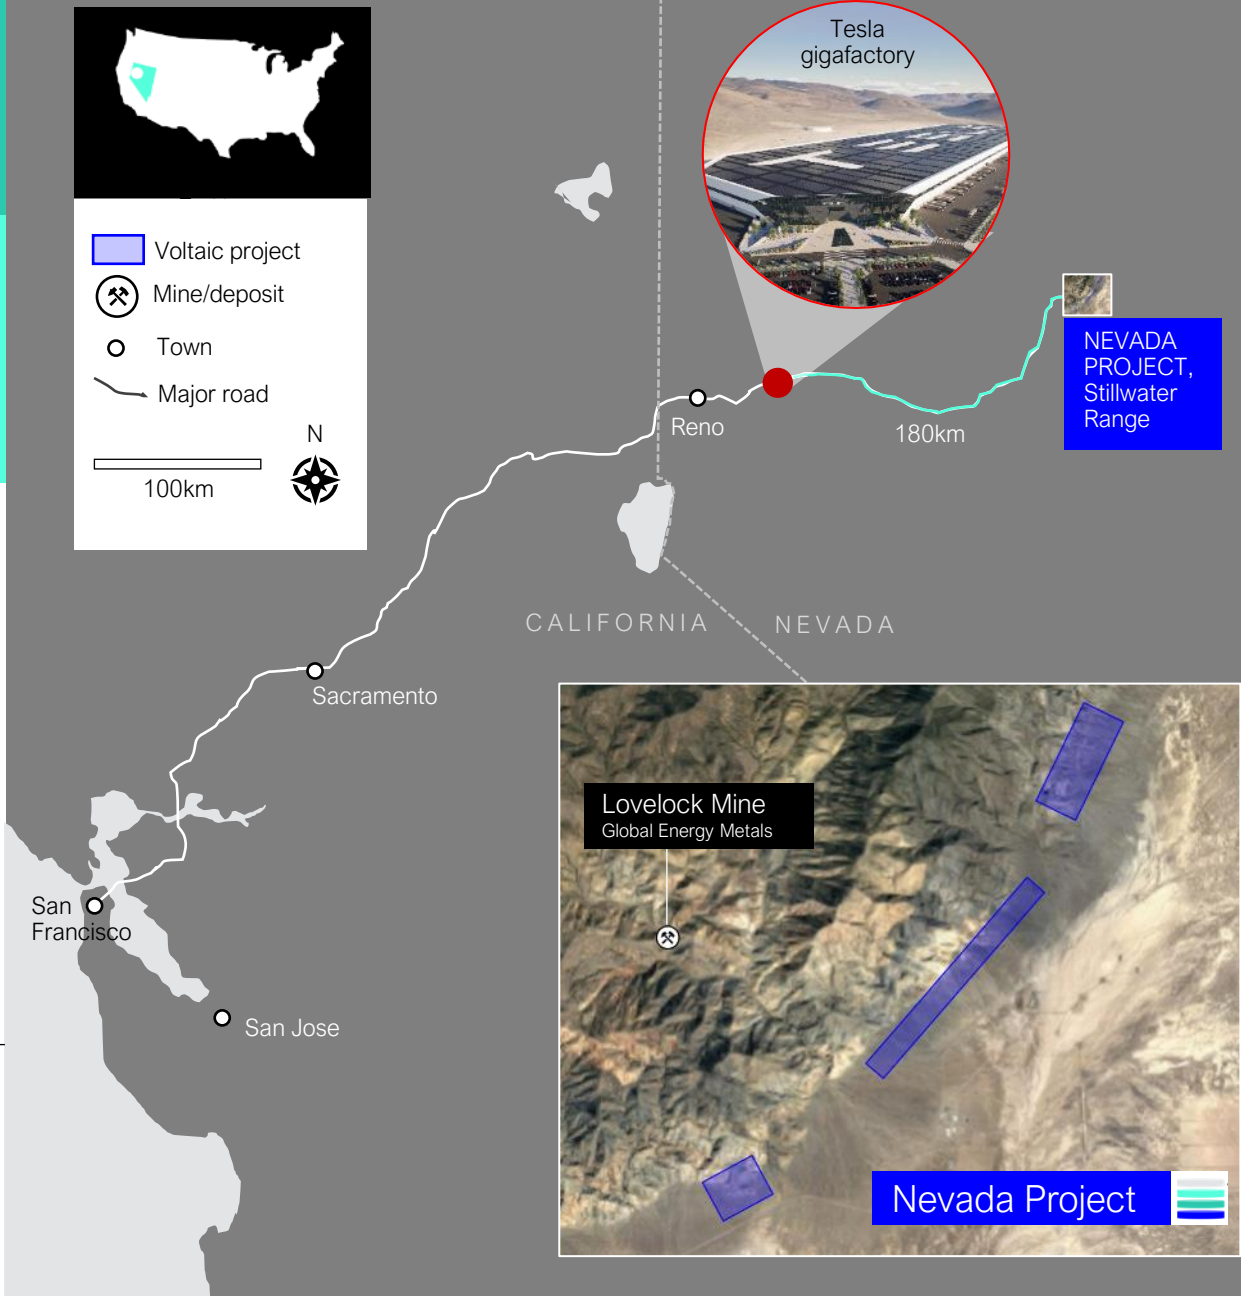 Tesla
gigafactory
Voltaic project
Mine/deposit
Town
Major road
N
100km
NEVADA
PROJECT,
Stillwater
Range
Reno
180km
CALIFORNIA
NEVADA
Sacramento
Lovelock Mine
Global Energy Metals
San
Francisco
San Jose
Nevada Project